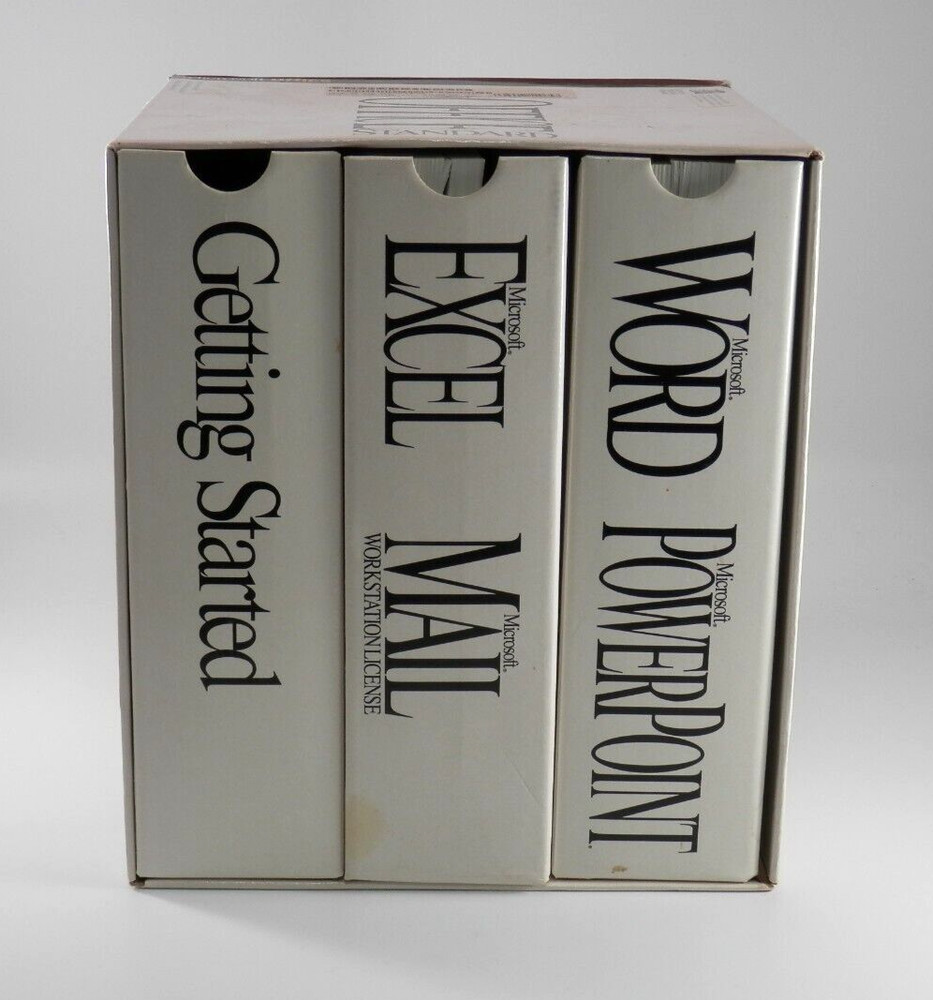 Getting Started
Microsoft®
EXCEL
Microsoft®
MAIL
WORKSTATION LICENSE
Microsoft®
WORD
Microsoft®
POWERPOINT®